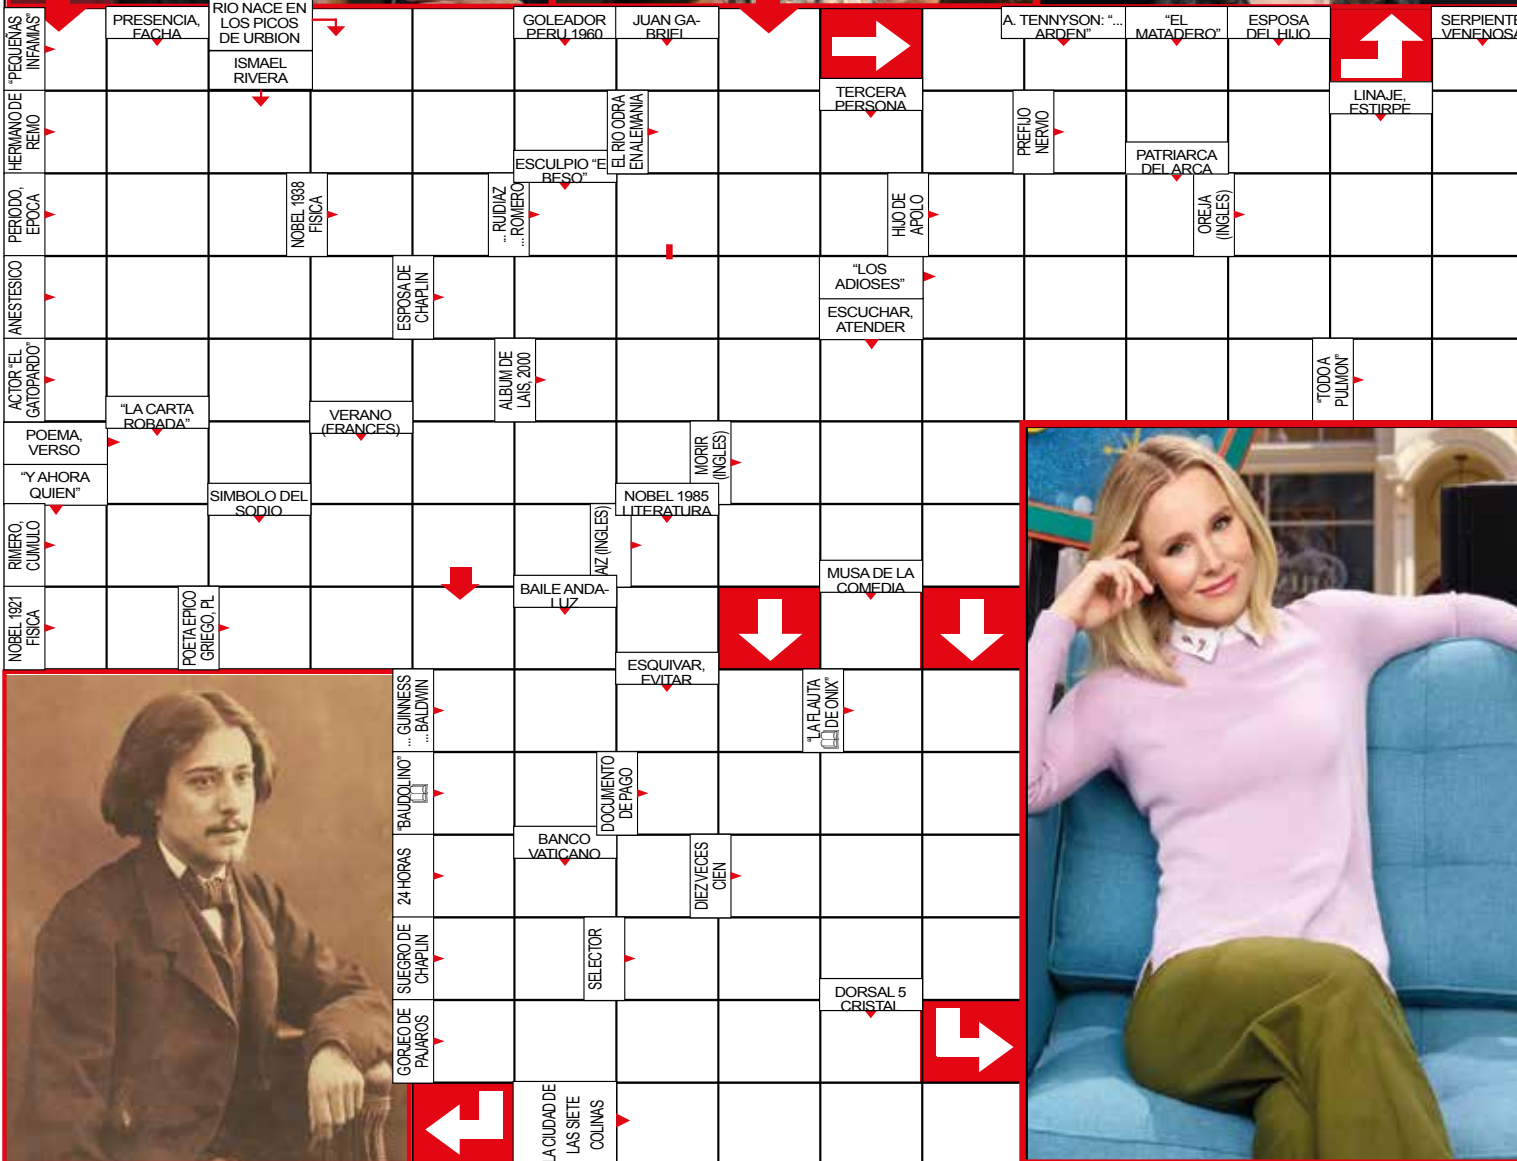 "PEQUEÑAS
INFAMIAS"
PRESENCIA,
FACHA
RIO NACE EN
LOS PICOS
DE URBION
ISMAEL
RIVERA
GOLEADOR
PERU 1960
JUAN GA-
BRIEL
A. TENNYSON: "...
ARDEN"
"EL
MATADERO"
ESPOSA
DEL HIJO
SERPIENTE
VENENOSA
HERMANO DE
REMO
EL RIO ODRA
EN ALEMANIA
TERCERA
PERSONA
PREFIJO
NERVIO
LINAJE,
ESTIRPE
ESCULPIO "E
BESO"
PATRIARCA
DEL ARCA
PERIODO,
EPOCA
NOBEL 1938
FISICA
... RUIDIAZ
... ROMERO
HIJO DE
APOLO
OREJA
(INGLES)
ANESTESICO
ESPOSA DE
CHAPLIN
"LOS
ADIOSES"
ESCUCHAR,
ATENDER
ACTOR "EL
GATOPARDO"
ALBUM DE
LAIS, 2000
"TODO A
PULMON"
"LA CARTA
ROBADA"
VERANO
(FRANCES)
POEMA,
VERSO
"Y AHORA
QUIEN"
MORIR
(INGLES)
SIMBOLO DEL
SODIO
NOBEL 1985
LITERATURA
RIMERO,
CUMULO
AIZ (INGLES)
MUSA DE LA
COMEDIA
NOBEL 1921
FISICA
POETA EPICO
GRIEGO, PL
BAILE ANDA-
LUZ
ESQUIVAR,
EVITAR
... GUINNESS
... BALDWIN
"LA FLAUTA
DE ONIX"
"BAUDOLINO"
DOCUMENTO
DE PAGO
BANCO
VATICANO
24 HORAS
DIEZ VECES
CIEN
SUEGRO DE
CHAPLIN
SELECTOR
DORSAL 5
CRISTAL
GORJEO DE
PAJAROS
LA CIUDAD DE
LAS SIETE
COLINAS